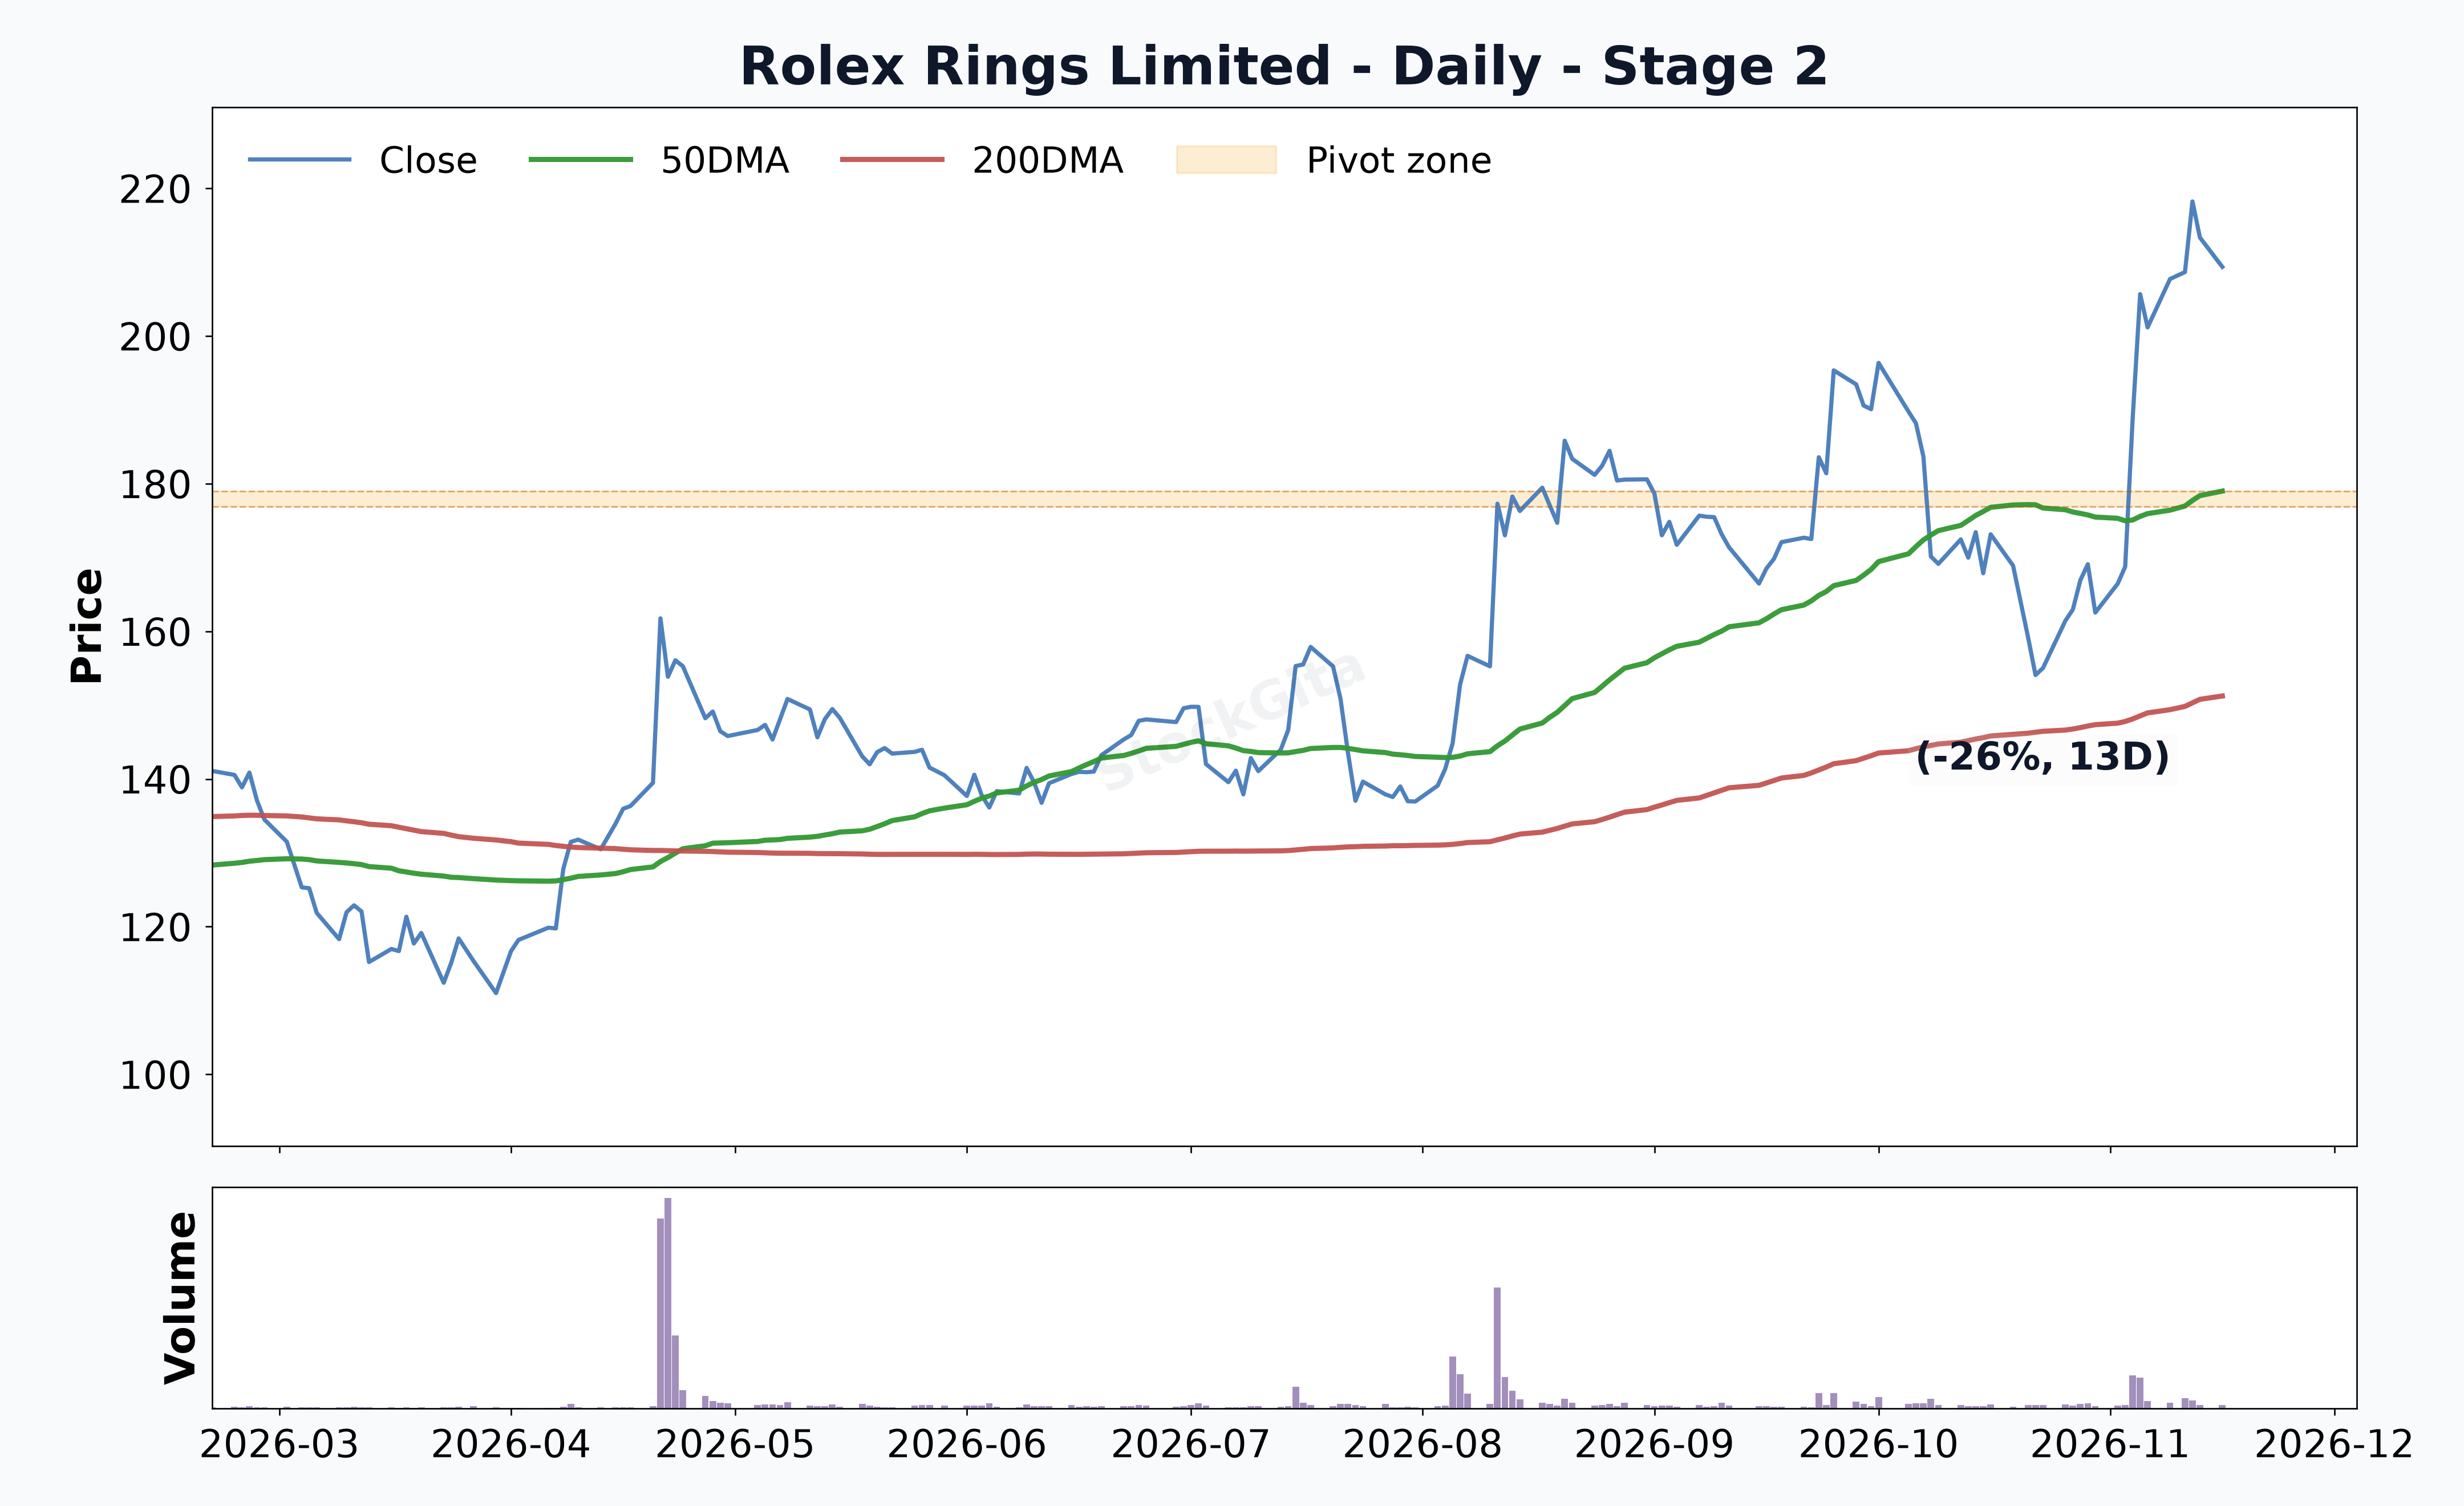 Rolex Rings Limited - Daily - Stage 2
Close 50DMA 200DMA Pivot zone
220
200
180
160
140
120
100
Price
StockGita
(-26%, 13D)
Volume
2026-03 2026-04 2026-05 2026-06 2026-07 2026-08 2026-09 2026-10 2026-11 2026-12